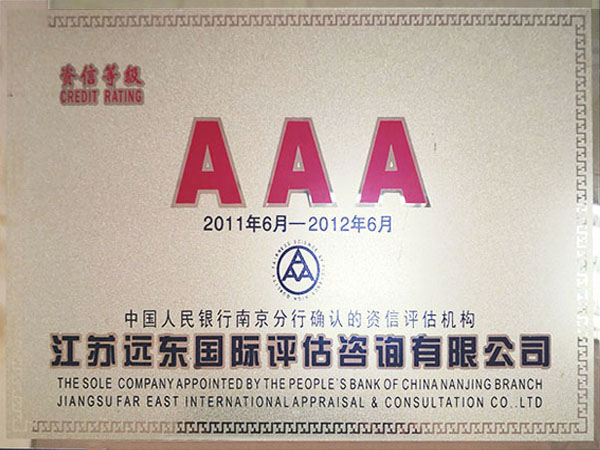 资信等级
CREDIT RATING
AAA
2011年6月—2012年6月
中国人民银行南京分行确认的资信评估机构
江苏远东国际评估咨询有限公司
THE SOLE COMPANY APPOINTED BY THE PEOPLE'S BANK OF CHINA NANJING BRANCH
JIANGSU FAR EAST INTERNATIONAL APPRAISAL & CONSULTATION CO..LTD